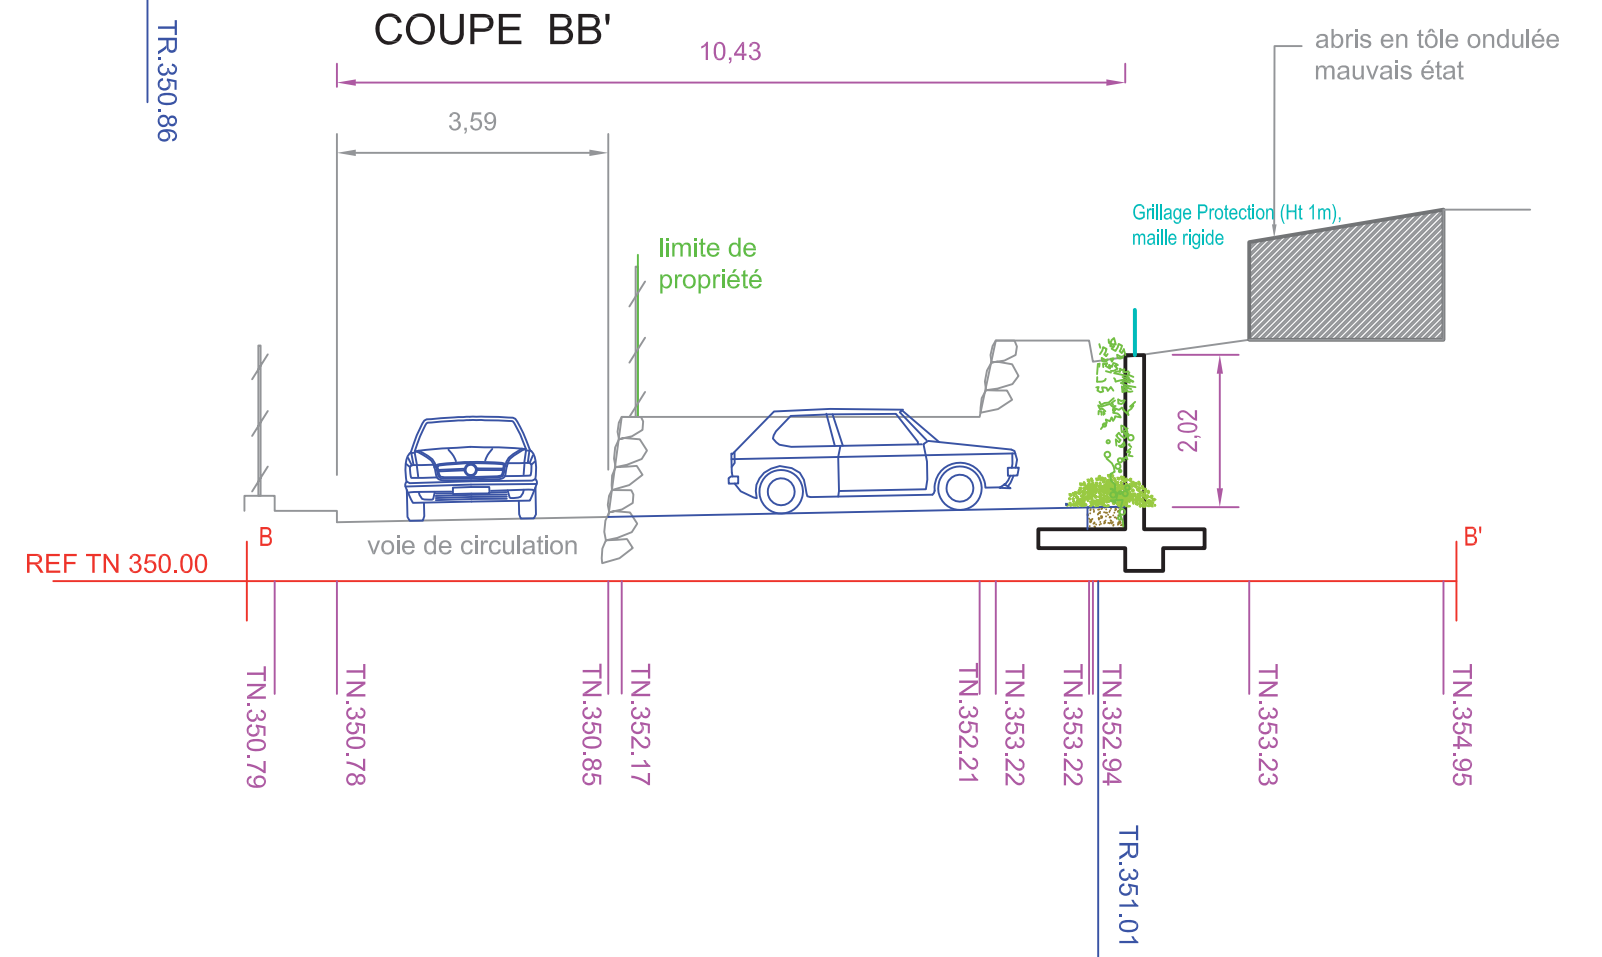 COUPE BB'
TR.350.86
10,43
abris en tôle ondulée
mauvais état
3,59
Grillage Protection (Ht 1m),
maille rigide
limite de
propriété
2,02
voie de circulation
B
B'
REF TN 350.00
TN.350.79
TN.350.78
TN.350.85
TN.352.17
TN.352.21
TN.353.22
TN.353.22
TN.352.94
TN.353.23
TN.354.95
TR.351.01